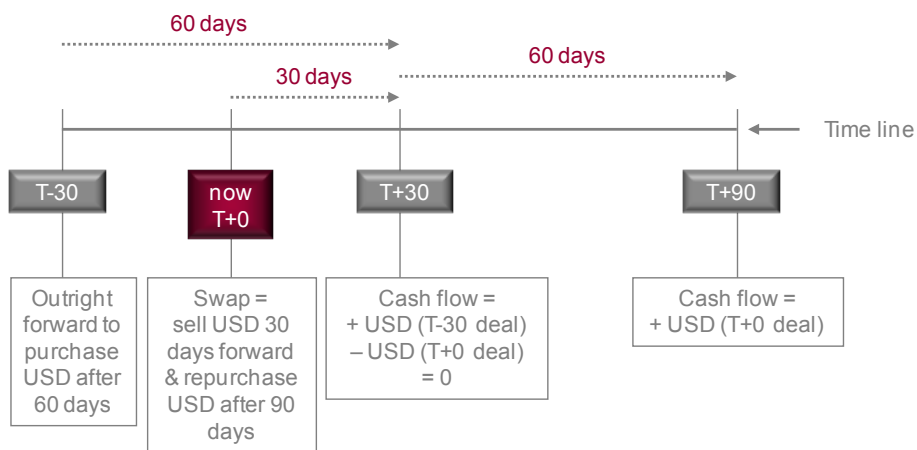 60 days
60 days
30 days
Time line
T-30
now
T+0
T+30
T+90
Outright
forward to
purchase
USD after
60 days
Swap =
sell USD 30
days forward
& repurchase
USD after 90
days
Cash flow =
+ USD (T-30 deal)
– USD (T+0 deal)
= 0
Cash flow =
+ USD (T+0 deal)